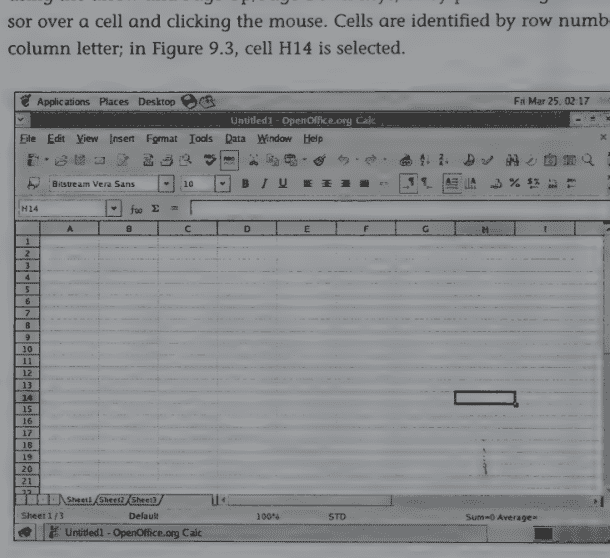 sor over a cell and clicking the mouse. Cells are identified by row numb
column letter; in Figure 9.3, cell H14 is selected.
Applications Places Desktop Fri Mar 25, 02:17
Untitled1 - OpenOffice.org Calc
File Edit View Insert Format Tools Data Window Help
Bitstream Vera Sans 10 B I U
H14 f(x) Σ =
A B C D E F G H I
1
2
3
4
5
6
7
8
9
10
11
12
13
14
15
16
17
18
19
20
21
22
Sheet1 Sheet2 Sheet3
Sheet 1 / 3 Default 100% STD Sum=0 Average=
Untitled1 - OpenOffice.org Calc